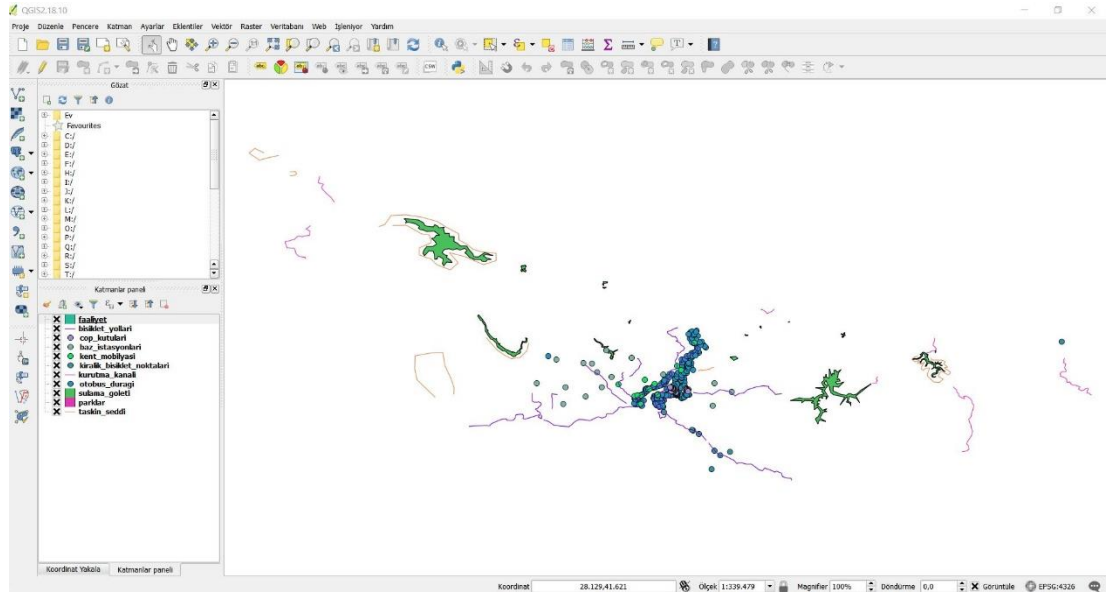 QGIS2.18.10
Proje Düzenle Pencere Katman Ayarlar Eklentiler Vektör Raster Veritabanı Web İşleniyor Yardım
Gözat
Ev
Favourites
C:/
D:/
E:/
F:/
H:/
I:/
J:/
K:/
L:/
M:/
O:/
P:/
Q:/
R:/
S:/
T:/
Katmanlar paneli
faaliyet
bisiklet_yollari
cop_kutulari
baz_istasyonlari
kent_mobilyasi
kiralik_bisiklet_noktalari
kurutma_kanali
otobus_duragi
sulama_goleti
parklar
taskin_seddi
Koordinat Yakala Katmanlar paneli
Koordinat 28.129,41.621 Ölçek 1:339.479 Magnifier 100% Döndürme 0,0 Görüntüle EPSG:4326